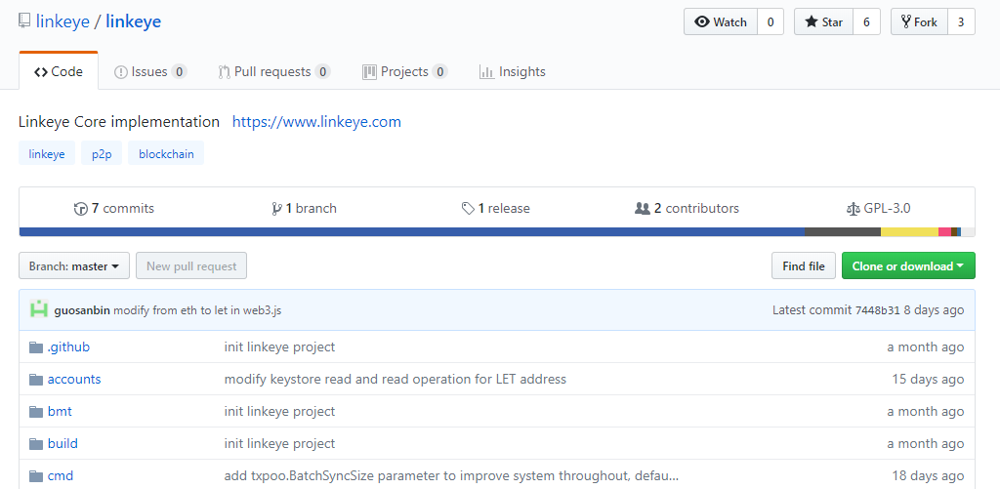 linkeye / linkeye Watch 0 Star 6 Fork 3
Code Issues 0 Pull requests 0 Projects 0 Insights
Linkeye Core implementation https://www.linkeye.com
linkeye p2p blockchain
7 commits 1 branch 1 release 2 contributors GPL-3.0
Branch: master New pull request Find file Clone or download
guosanbin modify from eth to let in web3.js Latest commit 7448b31 8 days ago
.github init linkeye project a month ago
accounts modify keystore read and read operation for LET address 15 days ago
bmt init linkeye project a month ago
build init linkeye project a month ago
cmd add txpoo.BatchSyncSize parameter to improve system throughout, defau... 18 days ago